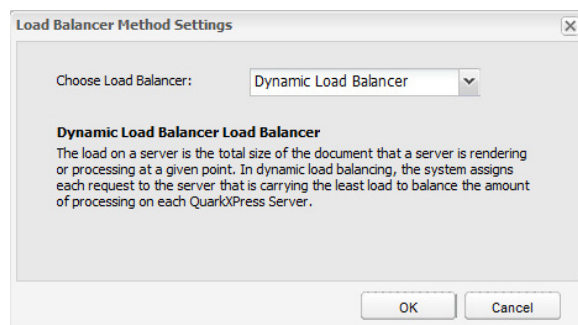 Load Balancer Method Settings
Choose Load Balancer: Dynamic Load Balancer
Dynamic Load Balancer Load Balancer
The load on a server is the total size of the document that a server is rendering
or processing at a given point. In dynamic load balancing, the system assigns
each request to the server that is carrying the least load to balance the amount
of processing on each QuarkXPress Server.
OK Cancel